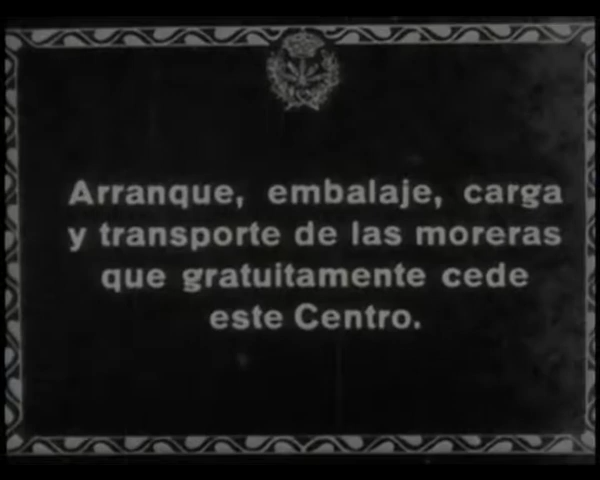 Arranque, embalaje, carga
y transporte de las moreras
que gratuitamente cede
este Centro.